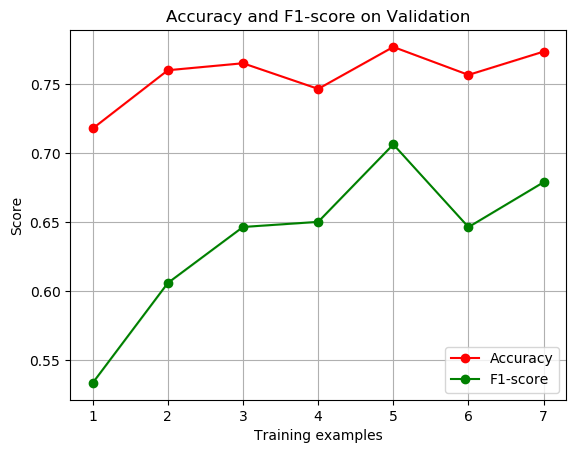 Accuracy and F1-score on Validation
Score
0.75
0.70
0.65
0.60
0.55
Accuracy
F1-score
1 2 3 4 5 6 7
Training examples